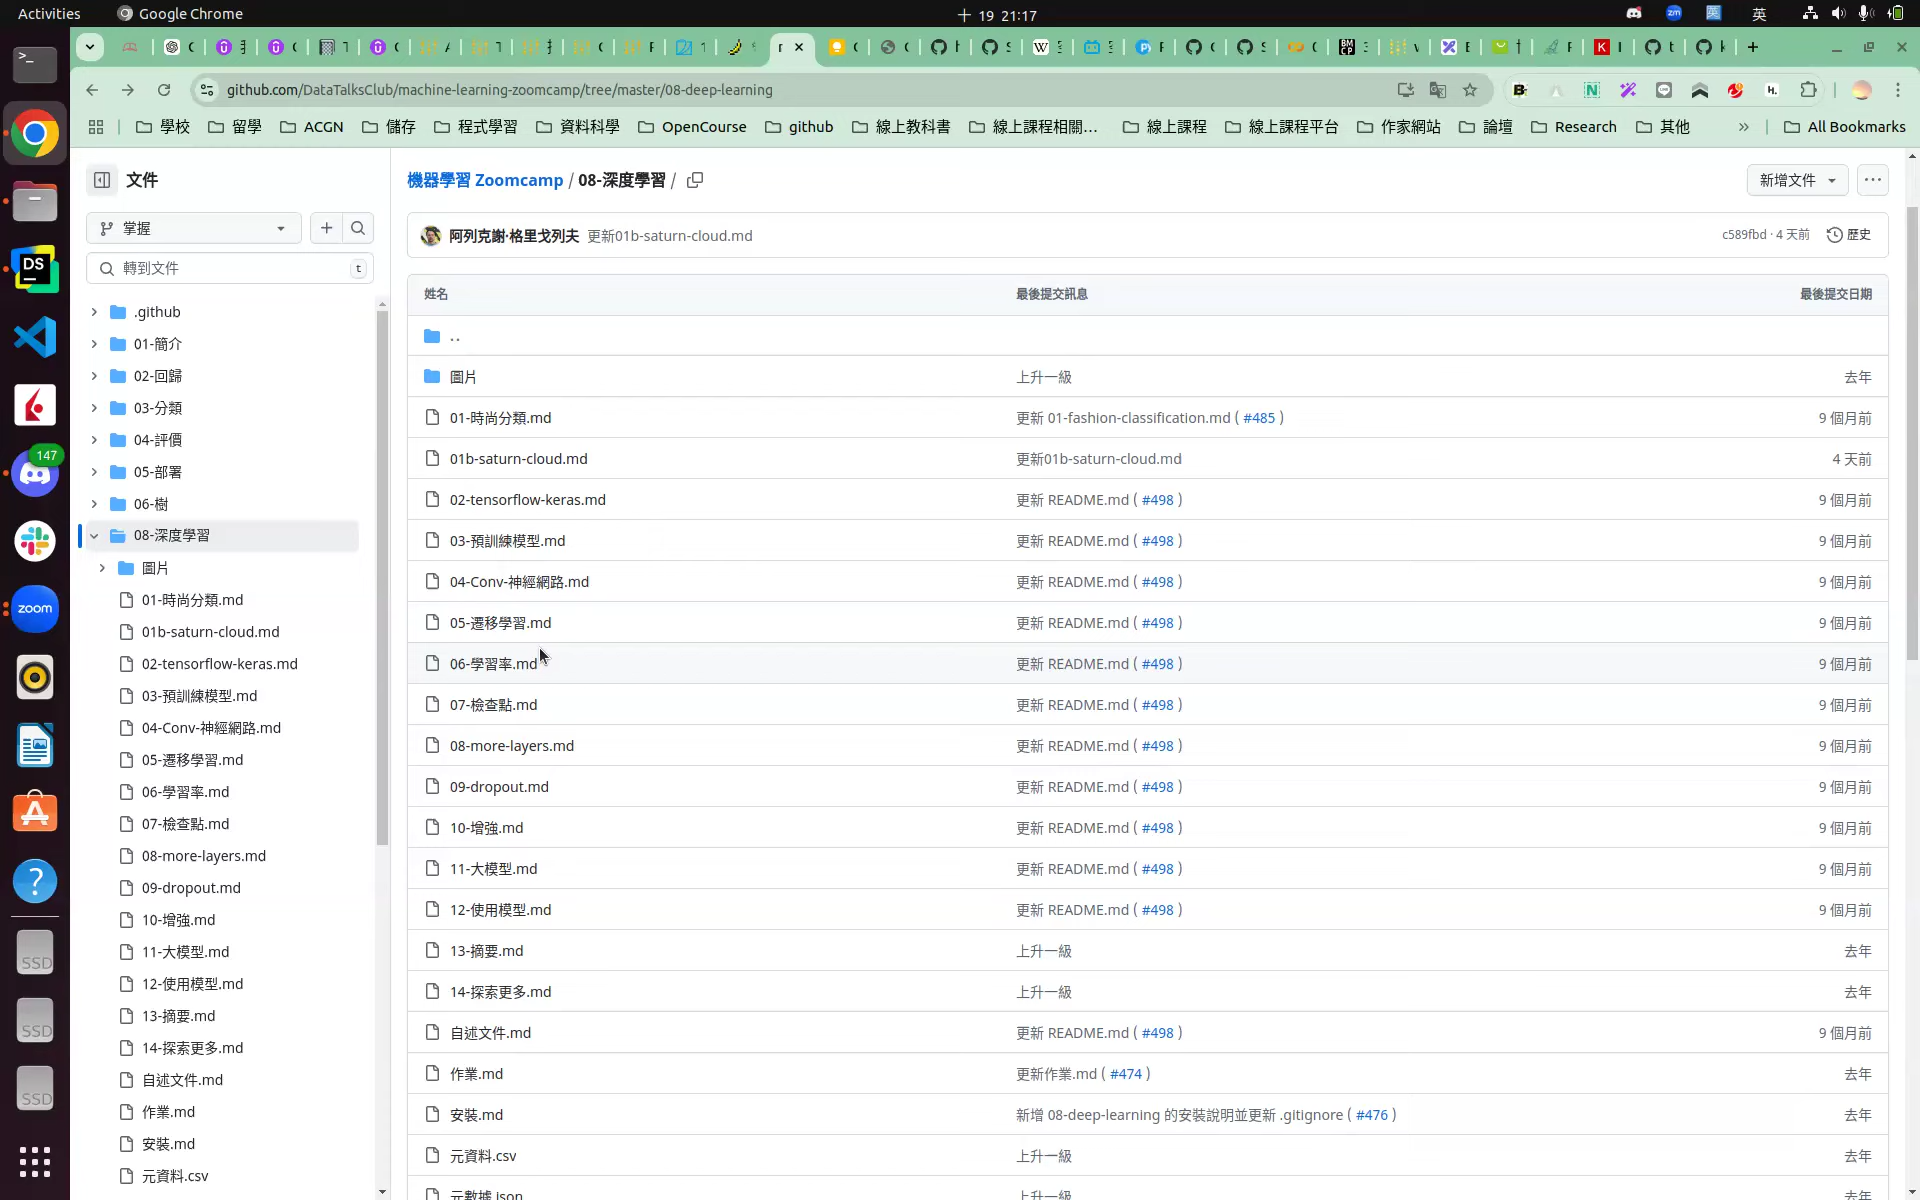 Activities
Google Chrome
19 21:17
英
github.com/DataTalksClub/machine-learning-zoomcamp/tree/master/08-deep-learning
學校
留學
ACGN
儲存
程式學習
資料科學
OpenCourse
github
線上教科書
線上課程相關...
線上課程
線上課程平台
作家網站
論壇
Research
其他
All Bookmarks
文件
機器學習 Zoomcamp / 08-深度學習 /
新增文件
掌握
轉到文件
t
阿列克謝·格里戈列夫 更新01b-saturn-cloud.md
c589fbd · 4 天前
歷史
.github
01-簡介
02-回歸
03-分類
04-評價
05-部署
06-樹
08-深度學習
圖片
01-時尚分類.md
01b-saturn-cloud.md
02-tensorflow-keras.md
03-預訓練模型.md
04-Conv-神經網路.md
05-遷移學習.md
06-學習率.md
07-檢查點.md
08-more-layers.md
09-dropout.md
10-增強.md
11-大模型.md
12-使用模型.md
13-摘要.md
14-探索更多.md
自述文件.md
作業.md
安裝.md
元資料.csv
姓名 最後提交訊息 最後提交日期
..
圖片 上升一級 去年
01-時尚分類.md 更新 01-fashion-classification.md ( #485 ) 9 個月前
01b-saturn-cloud.md 更新01b-saturn-cloud.md 4 天前
02-tensorflow-keras.md 更新 README.md ( #498 ) 9 個月前
03-預訓練模型.md 更新 README.md ( #498 ) 9 個月前
04-Conv-神經網路.md 更新 README.md ( #498 ) 9 個月前
05-遷移學習.md 更新 README.md ( #498 ) 9 個月前
06-學習率.md 更新 README.md ( #498 ) 9 個月前
07-檢查點.md 更新 README.md ( #498 ) 9 個月前
08-more-layers.md 更新 README.md ( #498 ) 9 個月前
09-dropout.md 更新 README.md ( #498 ) 9 個月前
10-增強.md 更新 README.md ( #498 ) 9 個月前
11-大模型.md 更新 README.md ( #498 ) 9 個月前
12-使用模型.md 更新 README.md ( #498 ) 9 個月前
13-摘要.md 上升一級 去年
14-探索更多.md 上升一級 去年
自述文件.md 更新 README.md ( #498 ) 9 個月前
作業.md 更新作業.md ( #474 ) 去年
安裝.md 新增 08-deep-learning 的安裝說明並更新 .gitignore ( #476 ) 去年
元資料.csv 上升一級 去年
元數據.json 上升一級 去年
DS
147
zoom
SSD
SSD
SSD